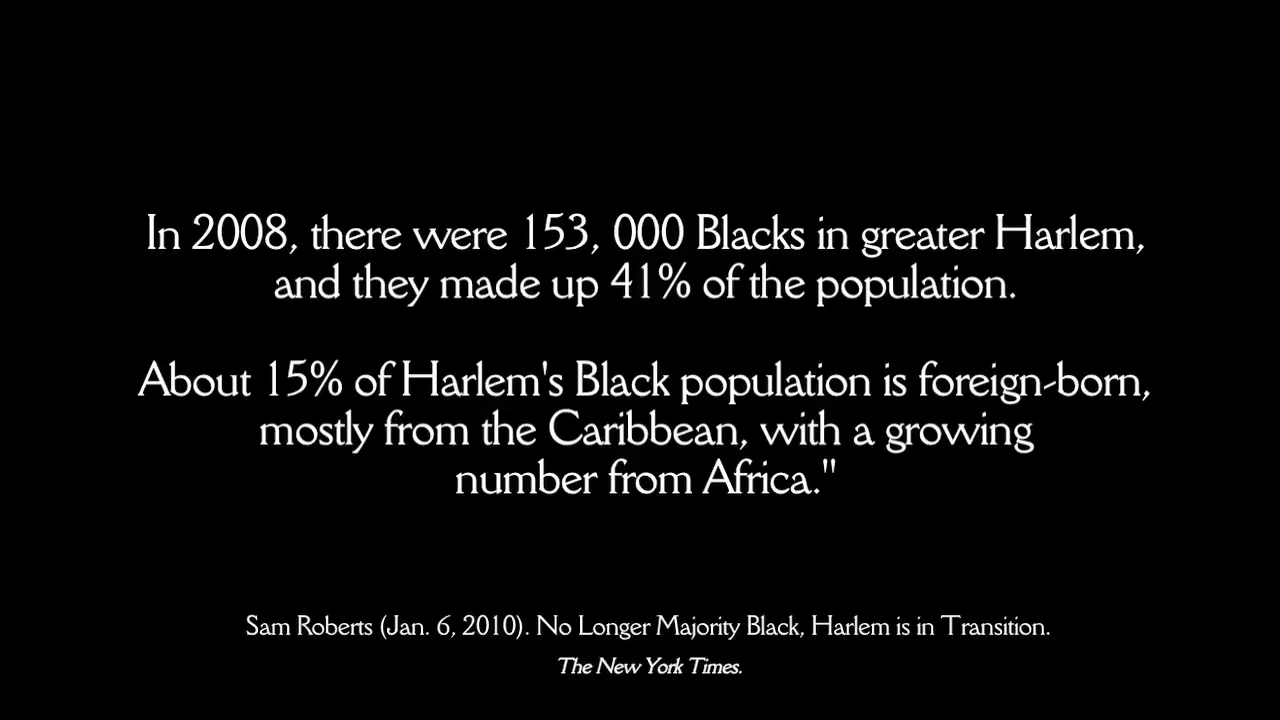 In 2008, there were 153, 000 Blacks in greater Harlem,
and they made up 41% of the population.
About 15% of Harlem's Black population is foreign-born,
mostly from the Caribbean, with a growing
number from Africa."
Sam Roberts (Jan. 6, 2010). No Longer Majority Black, Harlem is in Transition.
The New York Times.